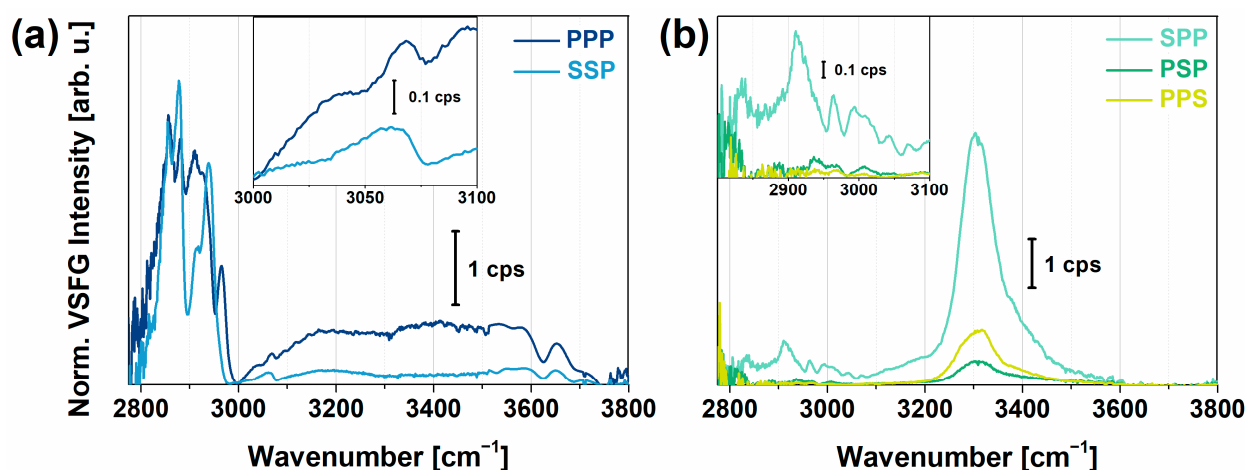 (a)
Norm. VSFG Intensity [arb. u.]
PPP
SSP
0.1 cps
3000 3050 3100
1 cps
2800 3000 3200 3400 3600 3800
Wavenumber [cm⁻¹]
(b)
SPP
PSP
PPS
0.1 cps
2900 3000 3100
1 cps
2800 3000 3200 3400 3600 3800
Wavenumber [cm⁻¹]